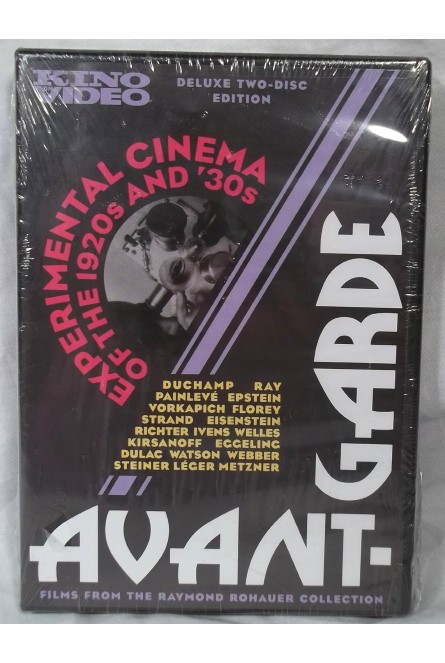 KINO
VIDEO
DELUXE TWO-DISC
EDITION
EXPERIMENTAL CINEMA
OF THE 1920s AND '30s
DUCHAMP RAY
PAINLEVÉ EPSTEIN
VORKAPICH FLOREY
STRAND EISENSTEIN
RICHTER IVENS WELLES
KIRSANOFF EGGELING
DULAC WATSON WEBBER
STEINER LÉGER METZNER
AVANT-
GARDE
FILMS FROM THE RAYMOND ROHAUER COLLECTION